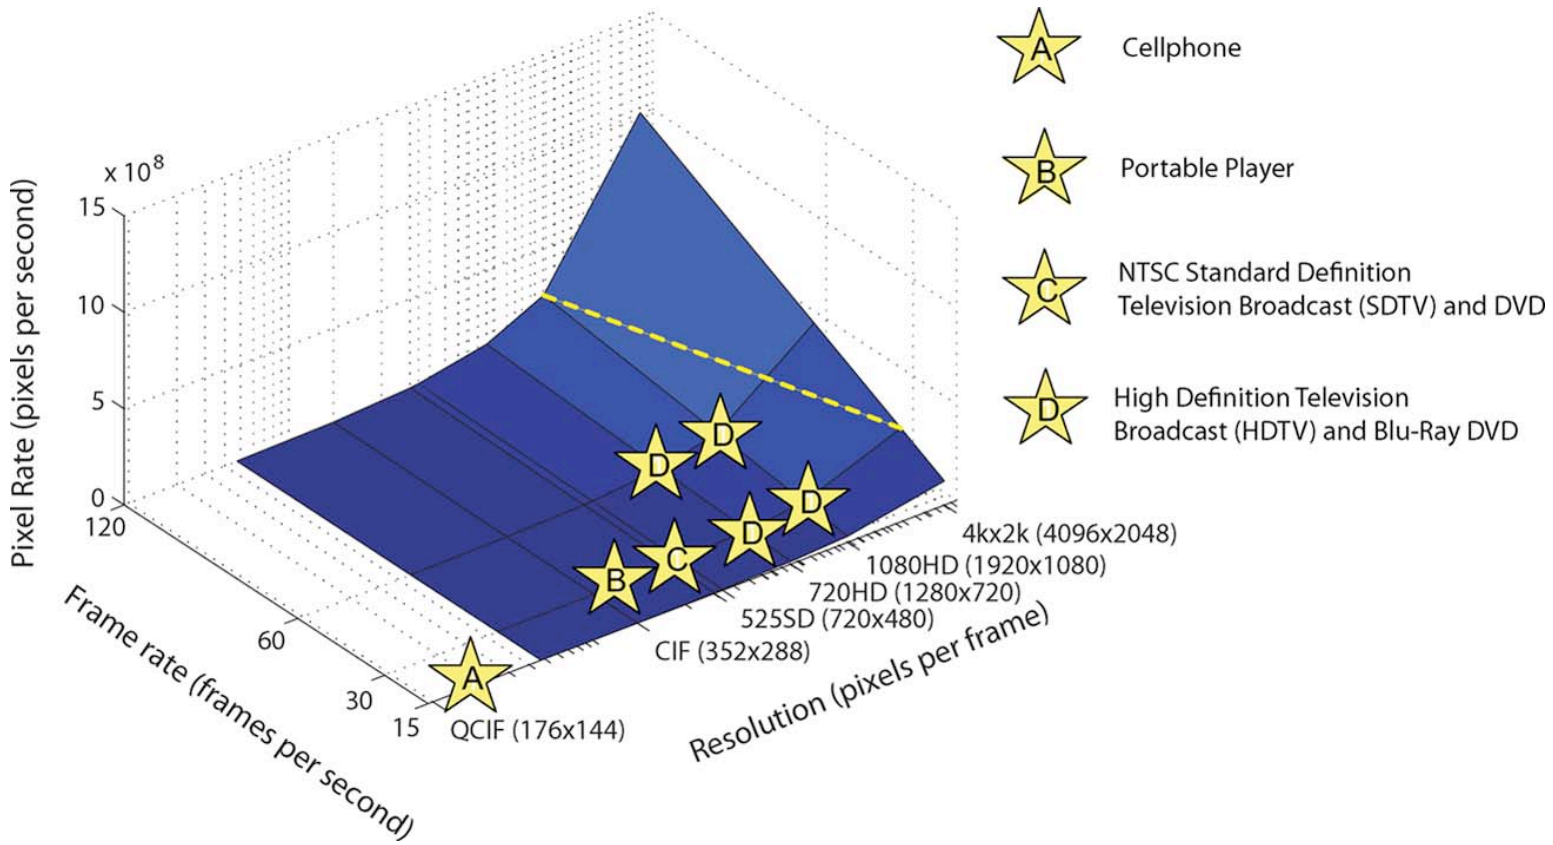 x 10⁸
15
10
5
0
Pixel Rate (pixels per second)
120
60
30
15
Frame rate (frames per second)
QCIF (176x144)
CIF (352x288)
525SD (720x480)
720HD (1280x720)
1080HD (1920x1080)
4kx2k (4096x2048)
Resolution (pixels per frame)
A
B
C
D
D
D
D
A Cellphone
B Portable Player
C NTSC Standard Definition
Television Broadcast (SDTV) and DVD
D High Definition Television
Broadcast (HDTV) and Blu-Ray DVD